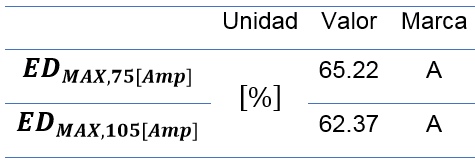 Unidad Valor Marca
ED_MAX,75[Amp] 65.22 A
[%]
ED_MAX,105[Amp] 62.37 A